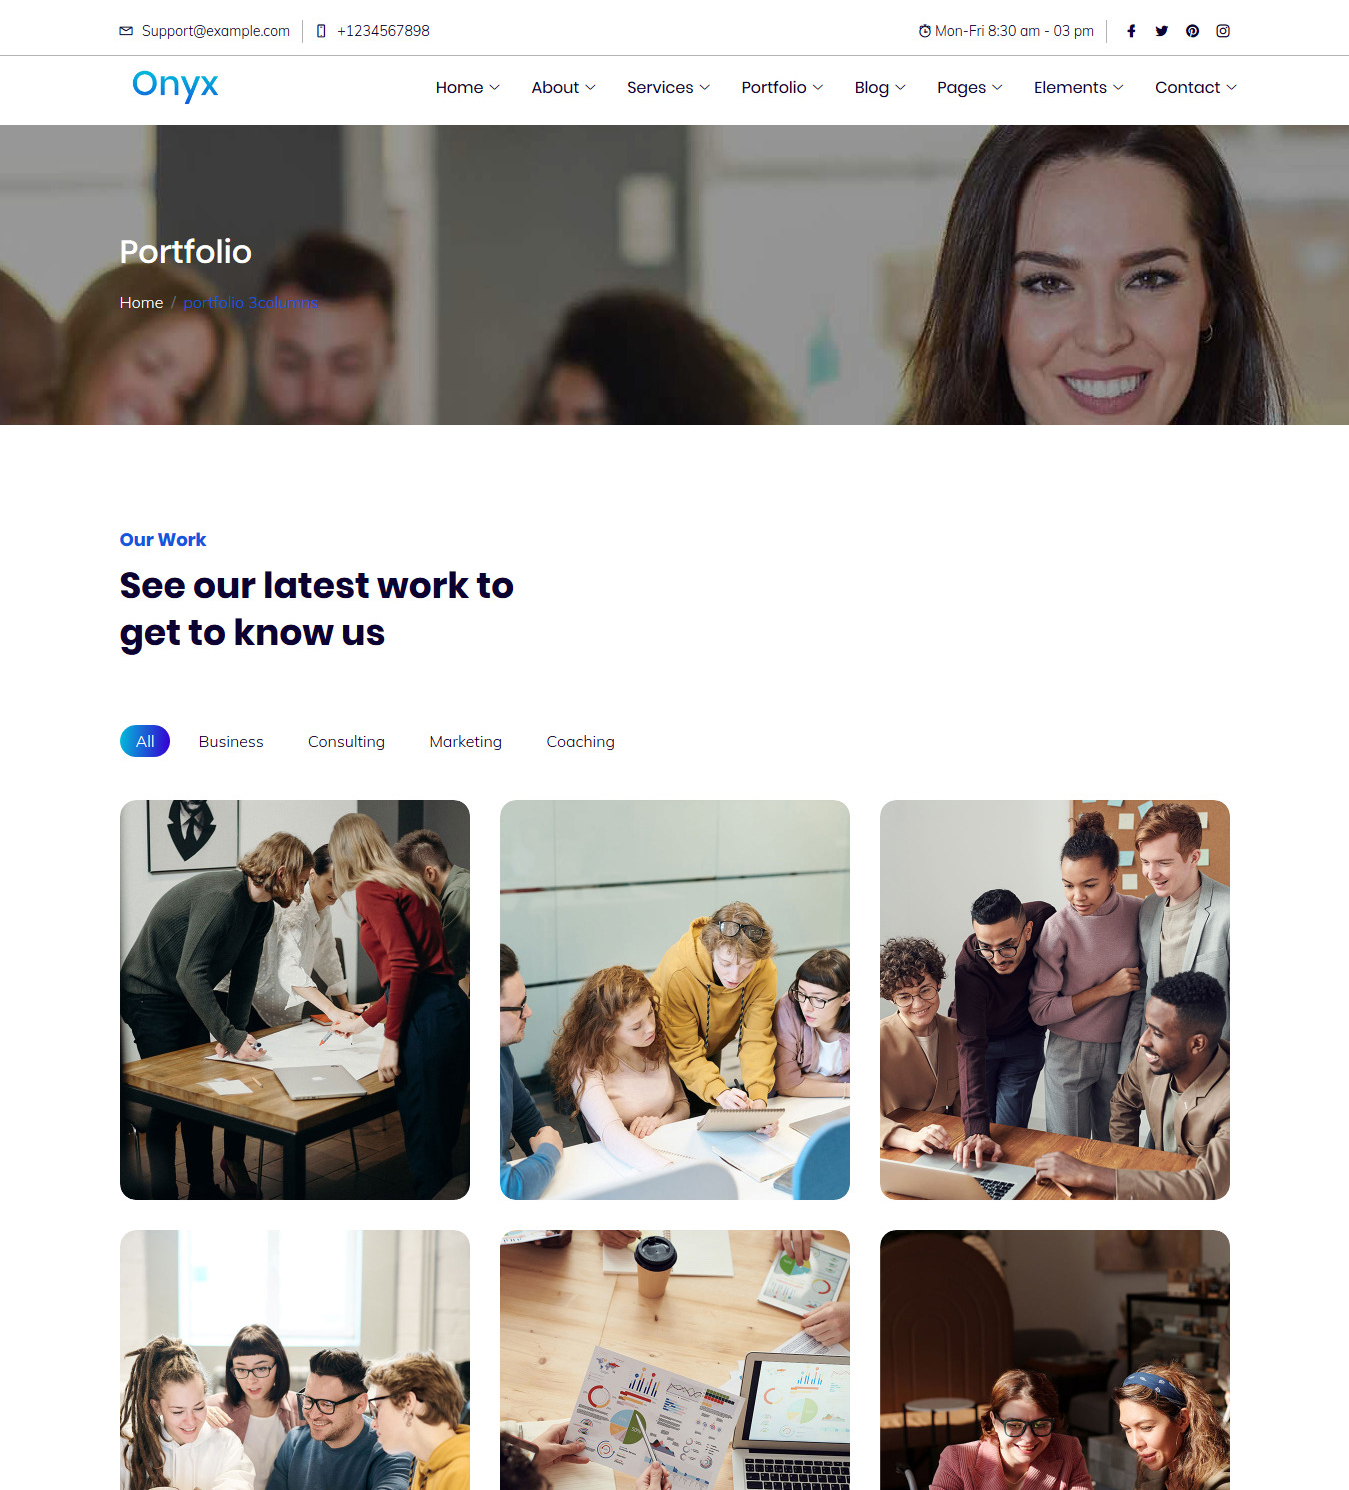 Support@example.com +1234567898 Mon-Fri 8:30 am - 03 pm
Onyx Home About Services Portfolio Blog Pages Elements Contact
Portfolio
Home / portfolio 3columns
Our Work
See our latest work to
get to know us
All Business Consulting Marketing Coaching